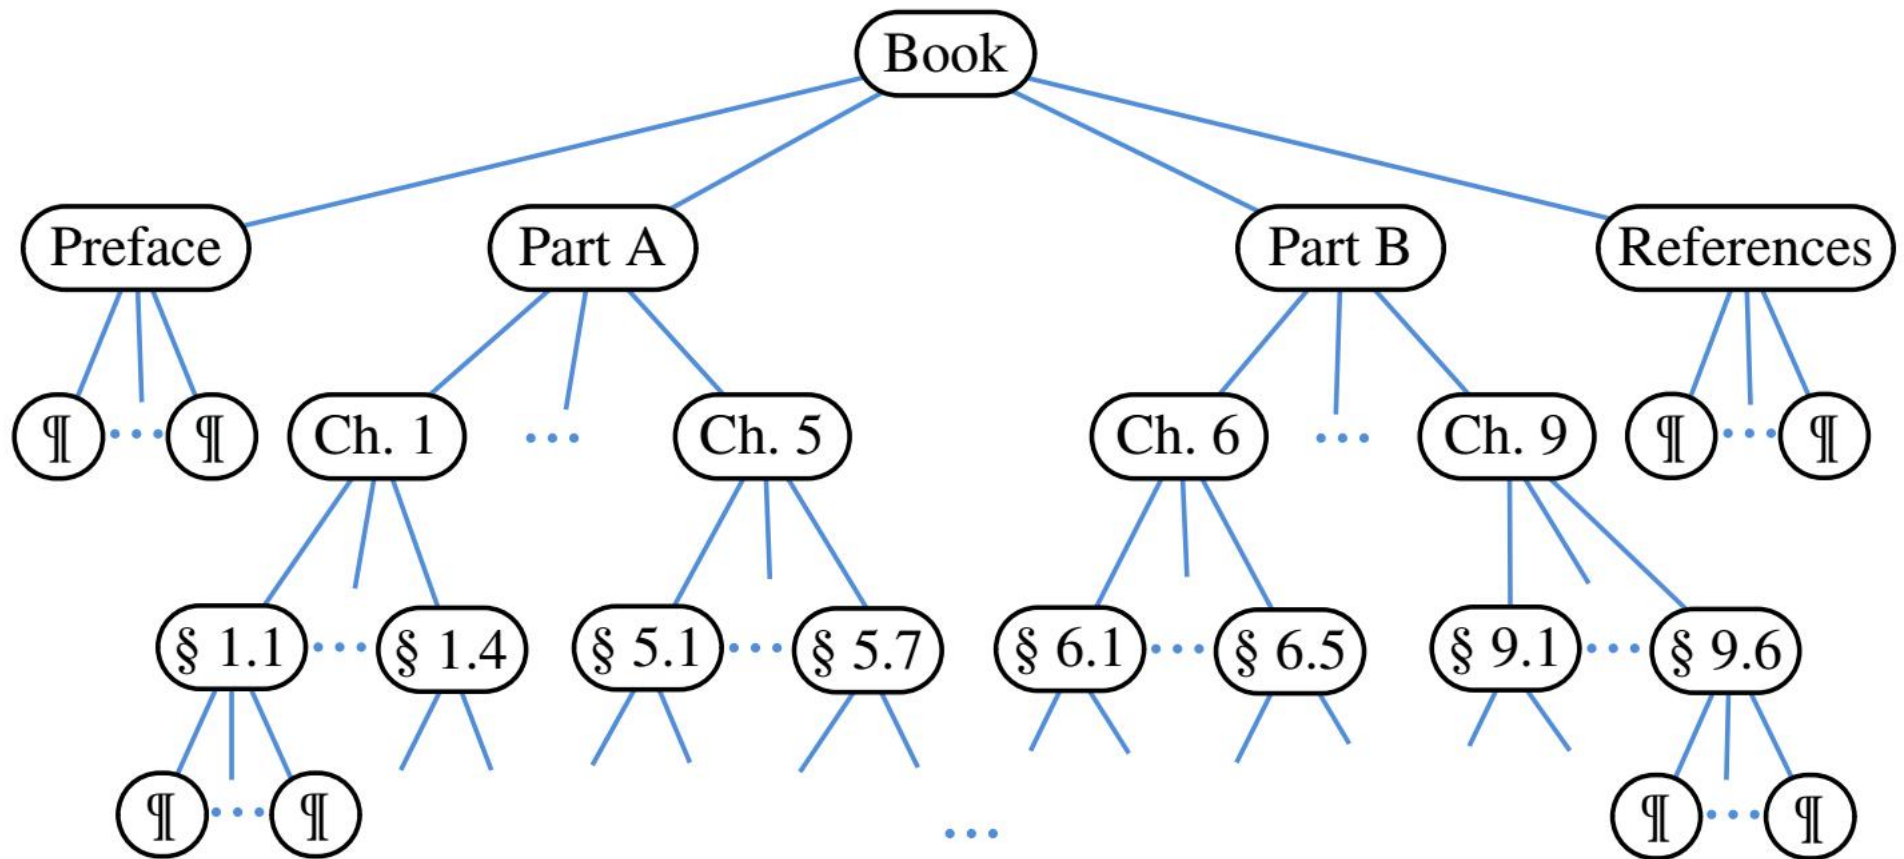 Book
Preface Part A Part B References
¶ ... ¶ Ch. 1 ... Ch. 5 Ch. 6 ... Ch. 9 ¶ ... ¶
§ 1.1 ... § 1.4 § 5.1 ... § 5.7 § 6.1 ... § 6.5 § 9.1 ... § 9.6
¶ ... ¶ ... ¶ ... ¶